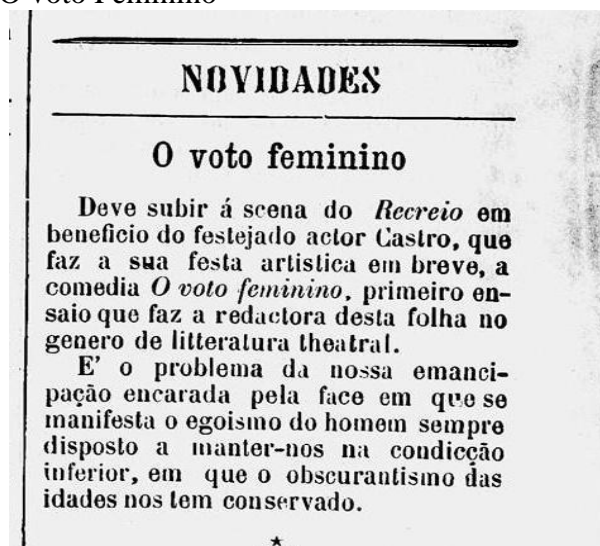 O Voto Feminino
NOVIDADES
O voto feminino
Deve subir á scena do Recreio em
beneficio do festejado actor Castro, que
faz a sua festa artistica em breve, a
comedia O voto feminino, primeiro en-
saio que faz a redactora desta folha no
genero de litteratura theatral.
E' o problema da nossa emanci-
pação encarada pela face em que se
manifesta o egoismo do homem sempre
disposto a manter-nos na condicção
inferior, em que o obscurantismo das
idades nos tem conservado.